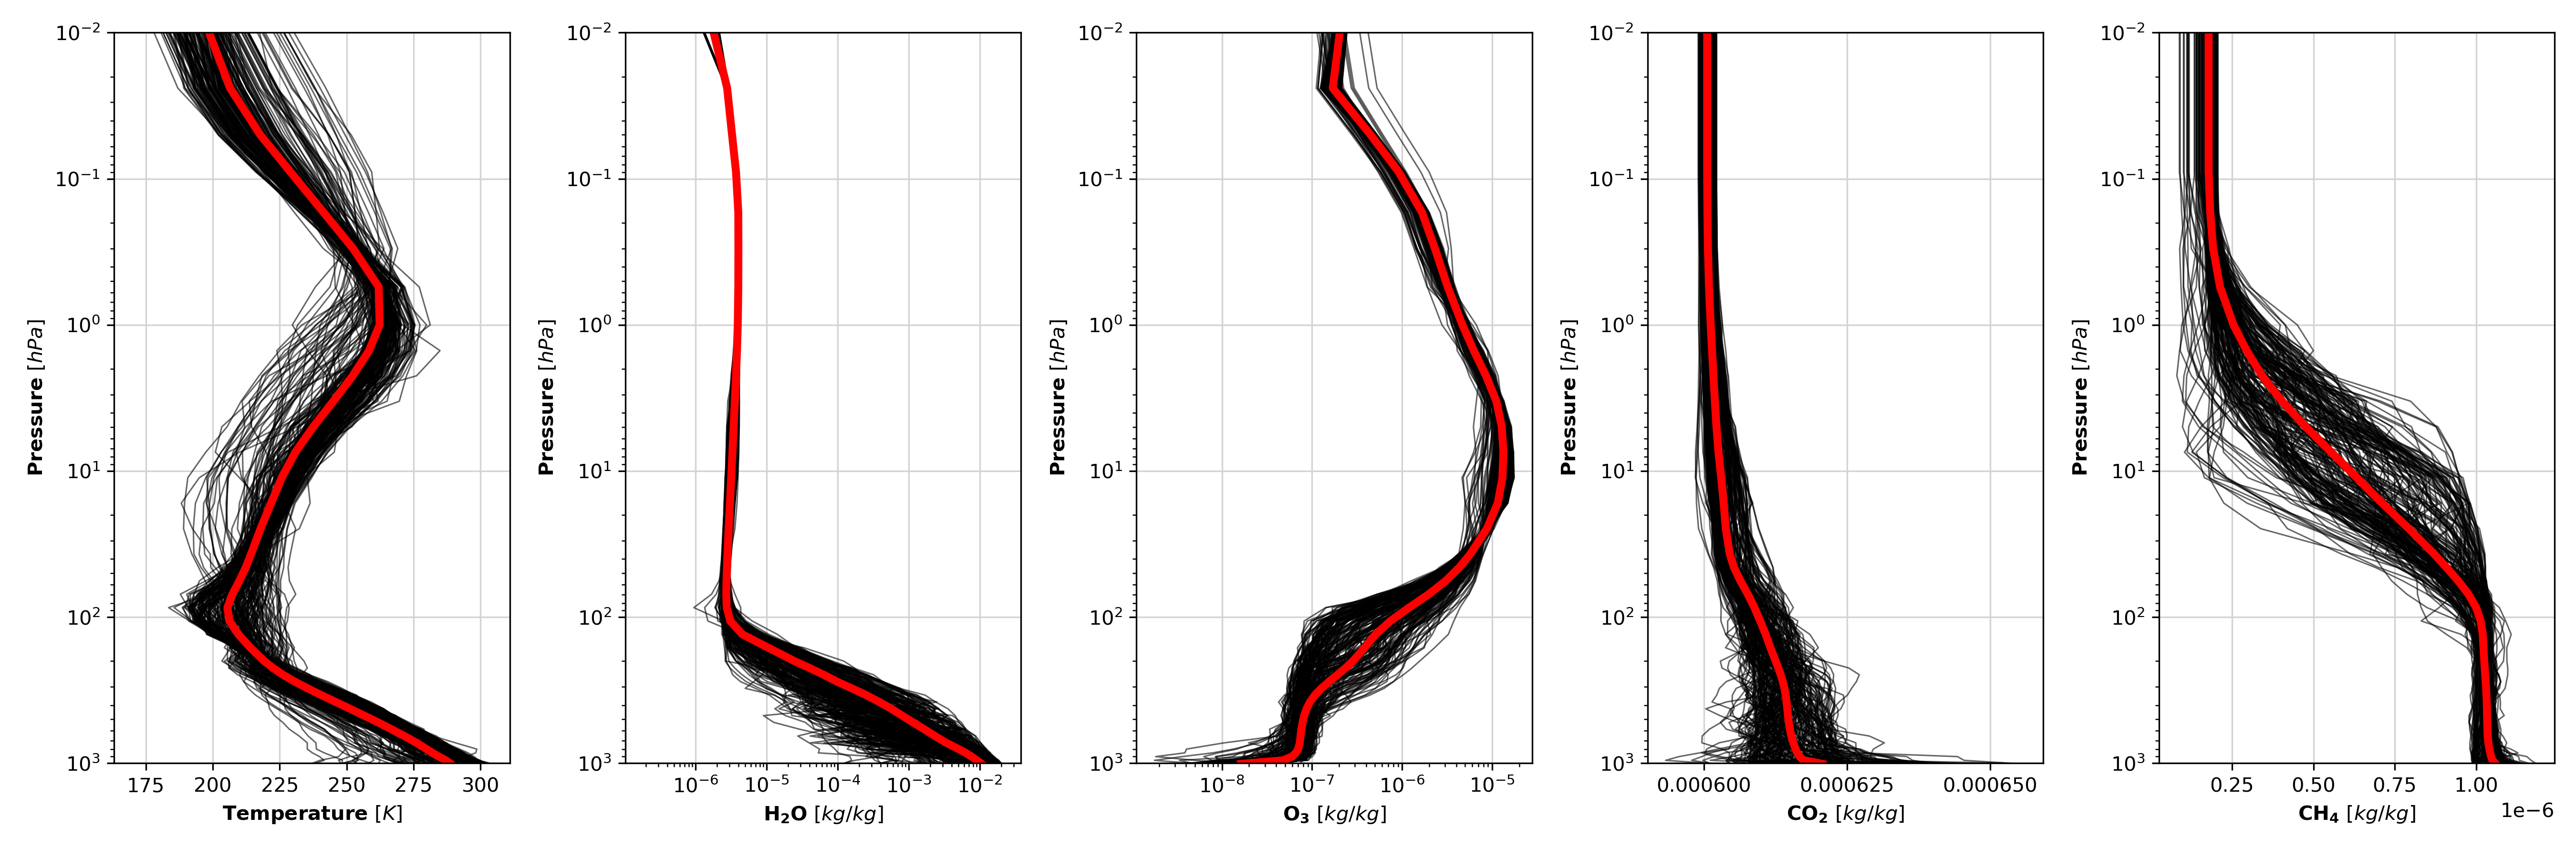 10⁻²
10⁻¹
10⁰
10¹
10²
10³
Pressure [hPa]
175 200 225 250 275 300
Temperature [K]
10⁻²
10⁻¹
10⁰
10¹
10²
10³
Pressure [hPa]
10⁻⁶ 10⁻⁵ 10⁻⁴ 10⁻³ 10⁻²
H₂O [kg/kg]
10⁻²
10⁻¹
10⁰
10¹
10²
10³
Pressure [hPa]
10⁻⁸ 10⁻⁷ 10⁻⁶ 10⁻⁵
O₃ [kg/kg]
10⁻²
10⁻¹
10⁰
10¹
10²
10³
Pressure [hPa]
0.000600 0.000625 0.000650
CO₂ [kg/kg]
10⁻²
10⁻¹
10⁰
10¹
10²
10³
Pressure [hPa]
0.25 0.50 0.75 1.00
1e−6
CH₄ [kg/kg]